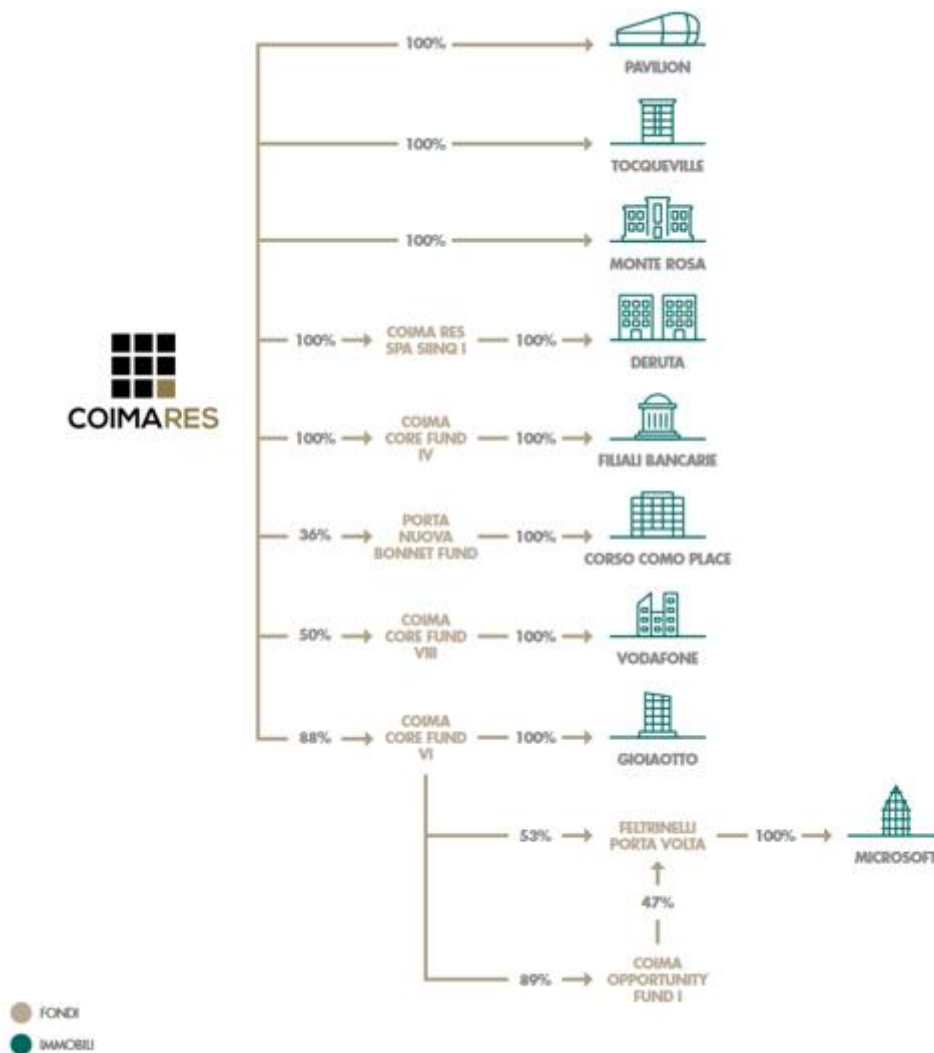 100%
PAVILION
100%
TOCQUEVILLE
100%
MONTE ROSA
COIMARES
100%
COIMA RES
SPA SIINQ I
100%
DERUTA
100%
COIMA
CORE FUND
IV
100%
FILIALI BANCARIE
36%
PORTA
NUOVA
BONNET FUND
100%
CORSO COMO PLACE
50%
COIMA
CORE FUND
VIII
100%
VODAFONE
88%
COIMA
CORE FUND
VI
100%
GIOIAOTTO
53%
FELTRINELLI
PORTA VOLTA
100%
MICROSOFT
47%
89%
COIMA
OPPORTUNITY
FUND I
FONDI
IMMOBILI